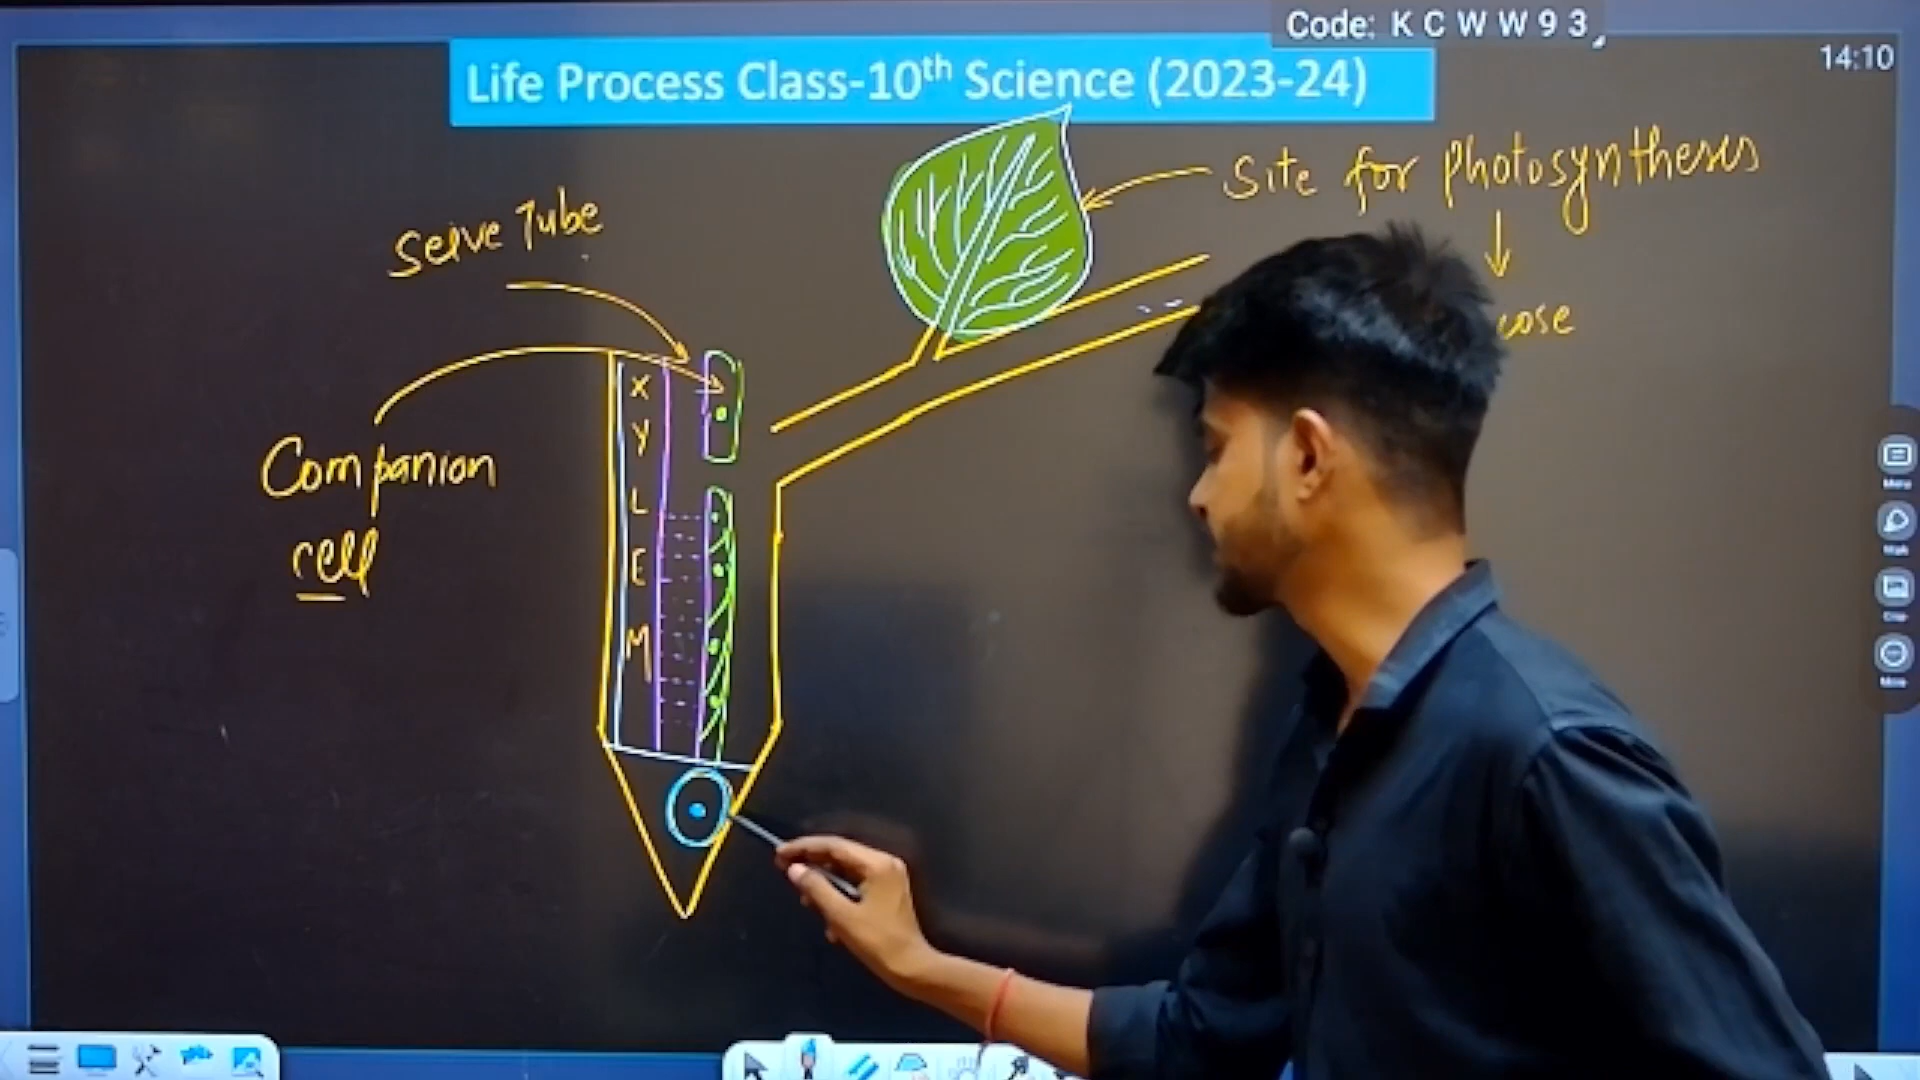 Code: K C W W 9 3
14:10
Life Process Class-10th Science (2023-24)
Site for Photosynthesis
Seive Tube
cose
X
Y
L
E
M
Companion
cell
Menu